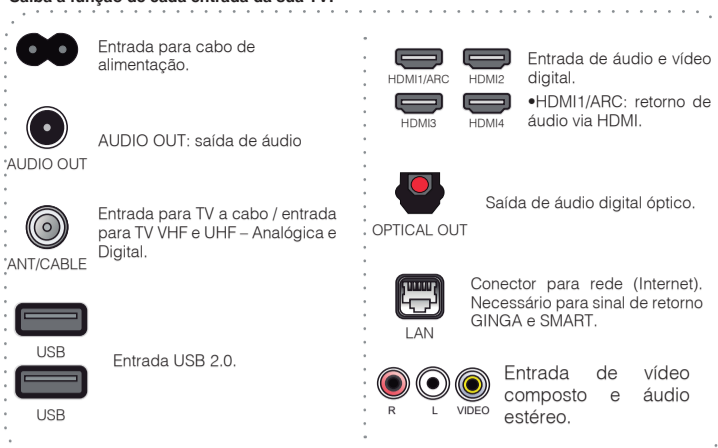 Saiba a função de cada entrada da sua TV?
Entrada para cabo de
alimentação.
AUDIO OUT: saída de áudio
AUDIO OUT
Entrada para TV a cabo / entrada
para TV VHF e UHF – Analógica e
Digital.
ANT/CABLE
USB
Entrada USB 2.0.
USB
HDMI1/ARC HDMI2
Entrada de áudio e vídeo
digital.
HDMI3 HDMI4
•HDMI1/ARC: retorno de
áudio via HDMI.
Saída de áudio digital óptico.
OPTICAL OUT
Conector para rede (Internet).
Necessário para sinal de retorno
GINGA e SMART.
LAN
Entrada de vídeo
composto e áudio
estéreo.
R L VIDEO